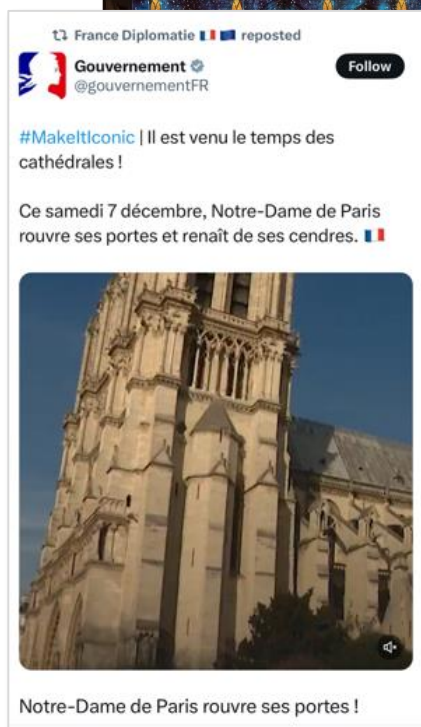 France Diplomatie 🇫🇷 🇪🇺 reposted
Gouvernement
@gouvernementFR
Follow
#MakeItIconic | Il est venu le temps des
cathédrales !
Ce samedi 7 décembre, Notre-Dame de Paris
rouvre ses portes et renaît de ses cendres. 🇫🇷
Notre-Dame de Paris rouvre ses portes !